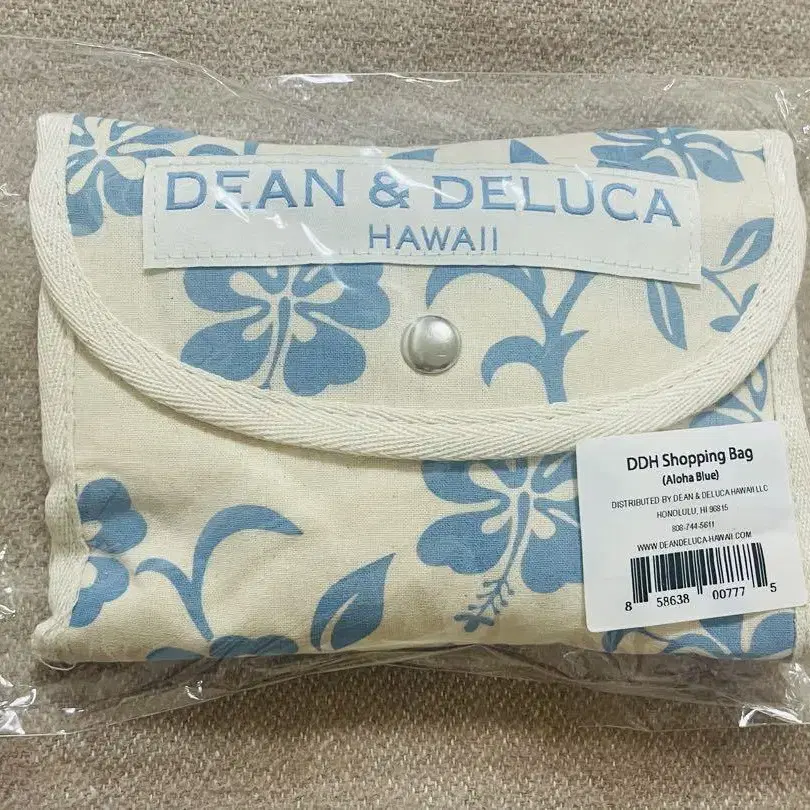 DEAN & DELUCA
HAWAII
DDH Shopping Bag
(Aloha Blue)
DISTRIBUTED BY DEAN & DELUCA HAWAII LLC
HONOLULU, HI 96815
808-744-5611
WWW.DEANDELUCA-HAWAII.COM
8 58638 00777 5